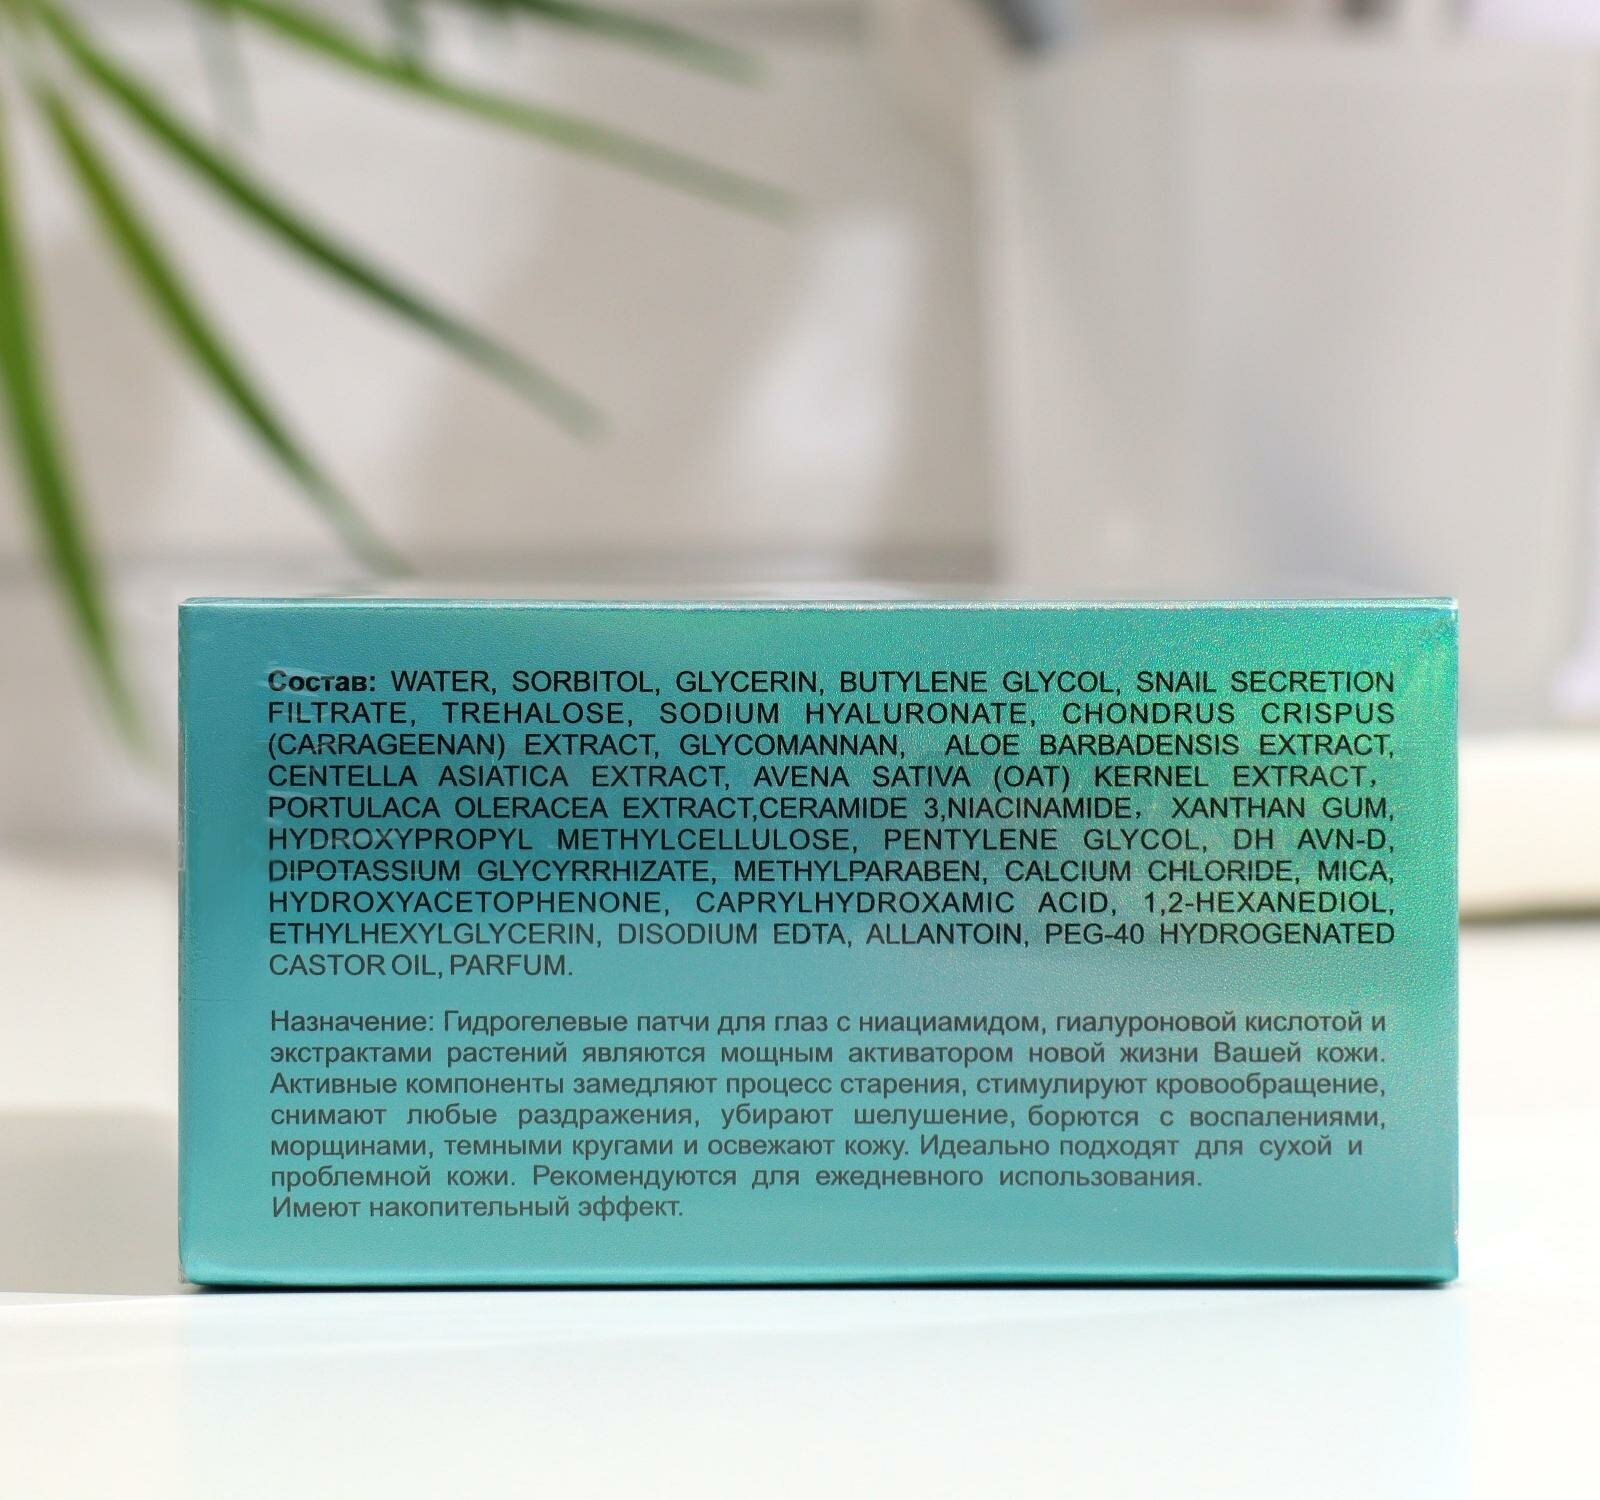 Состав: WATER, SORBITOL, GLYCERIN, BUTYLENE GLYCOL, SNAIL SECRETION
FILTRATE, TREHALOSE, SODIUM HYALURONATE, CHONDRUS CRISPUS
(CARRAGEENAN) EXTRACT, GLYCOMANNAN, ALOE BARBADENSIS EXTRACT,
CENTELLA ASIATICA EXTRACT, AVENA SATIVA (OAT) KERNEL EXTRACT,
PORTULACA OLERACEA EXTRACT,CERAMIDE 3,NIACINAMIDE, XANTHAN GUM,
HYDROXYPROPYL METHYLCELLULOSE, PENTYLENE GLYCOL, DH AVN-D,
DIPOTASSIUM GLYCYRRHIZATE, METHYLPARABEN, CALCIUM CHLORIDE, MICA,
HYDROXYACETOPHENONE, CAPRYLHYDROXAMIC ACID, 1,2-HEXANEDIOL,
ETHYLHEXYLGLYCERIN, DISODIUM EDTA, ALLANTOIN, PEG-40 HYDROGENATED
CASTOR OIL, PARFUM.
Назначение: Гидрогелевые патчи для глаз с ниациамидом, гиалуроновой кислотой и
экстрактами растений являются мощным активатором новой жизни Вашей кожи.
Активные компоненты замедляют процесс старения, стимулируют кровообращение,
снимают любые раздражения, убирают шелушение, борются с воспалениями,
морщинами, темными кругами и освежают кожу. Идеально подходят для сухой и
проблемной кожи. Рекомендуются для ежедневного использования.
Имеют накопительный эффект.